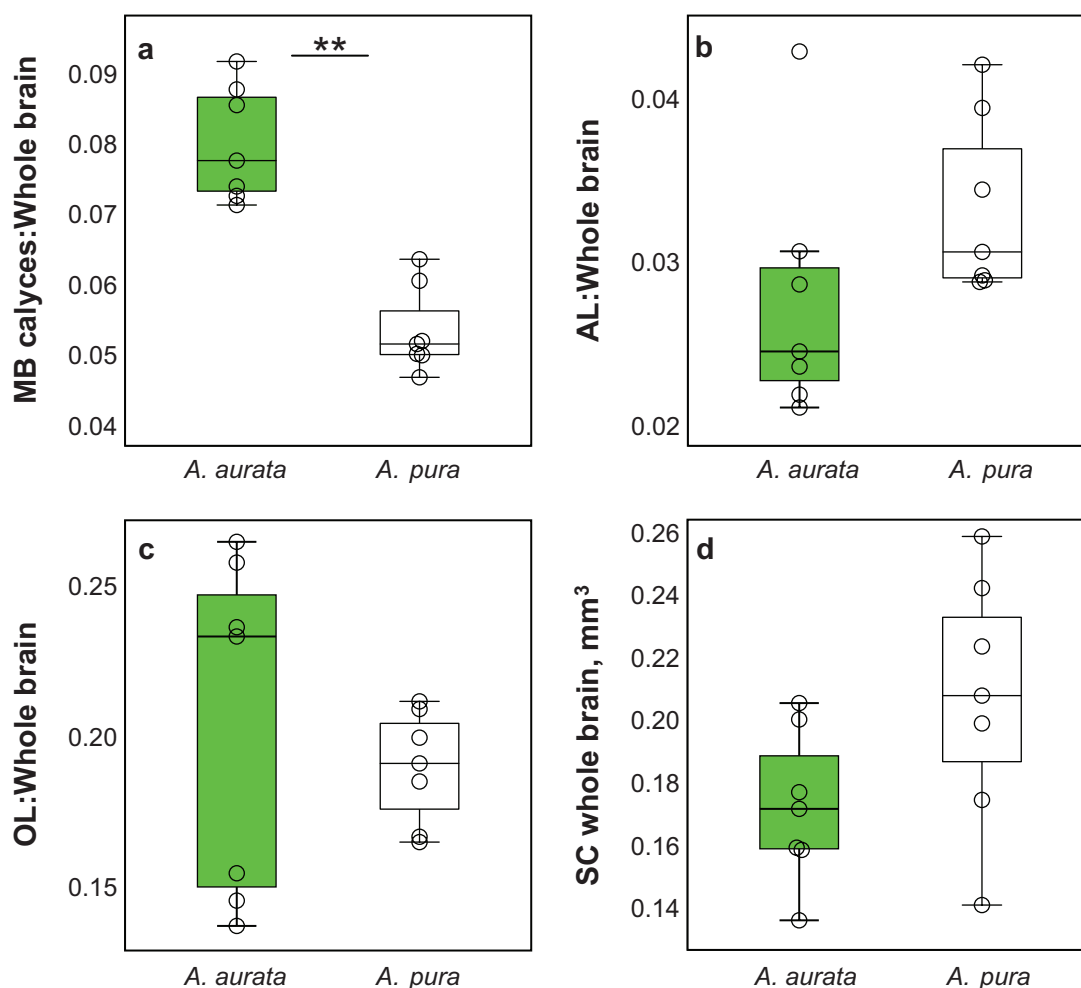 a
**
MB calyces:Whole brain
0.09
0.08
0.07
0.06
0.05
0.04
A. aurata
A. pura
b
AL:Whole brain
0.04
0.03
0.02
A. aurata
A. pura
c
OL:Whole brain
0.25
0.20
0.15
A. aurata
A. pura
d
SC whole brain, mm³
0.26
0.24
0.22
0.20
0.18
0.16
0.14
A. aurata
A. pura